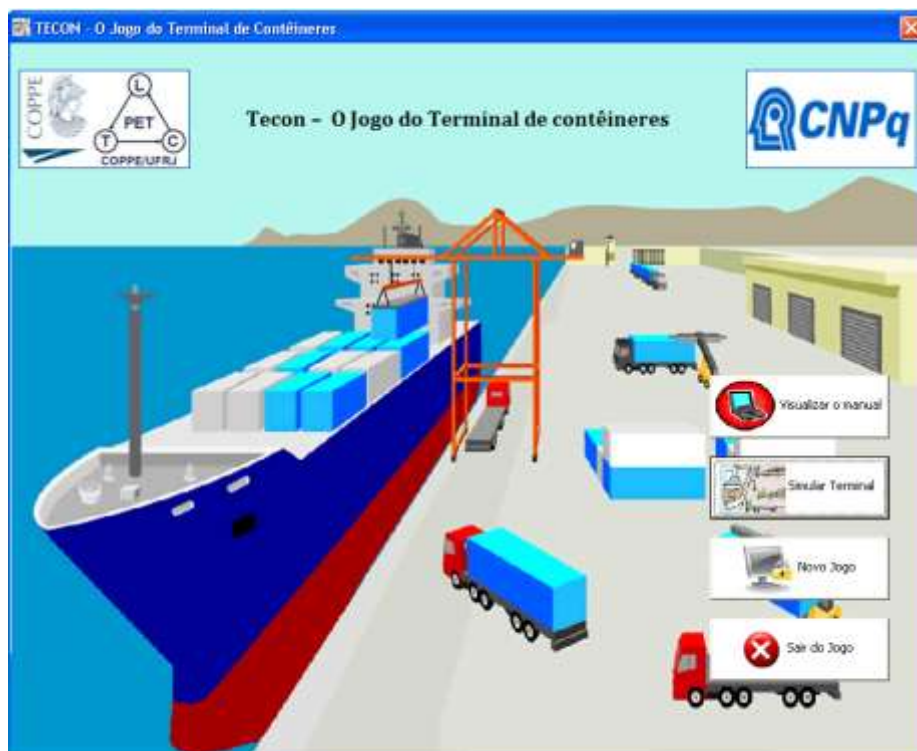 TECON - O Jogo do Terminal de Contêineres
COPPE
L
PET
T
C
COPPE/UFRJ
Tecon – O Jogo do Terminal de contêineres
CNPq
Visualizar o manual
Simular Terminal
Novo Jogo
Sair do Jogo